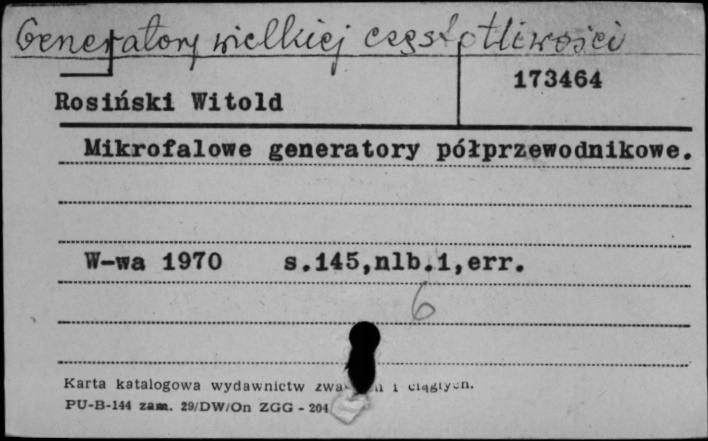 Generatory wielkiej częstotliwości
173464
Rosiński Witold
Mikrofalowe generatory półprzewodnikowe.
W-wa 1970 s.145,nlb.1,err.
6
Karta katalogowa wydawnictw i ciągłych.
PU-B-144 zam. 29/DW/On ZGG - 204